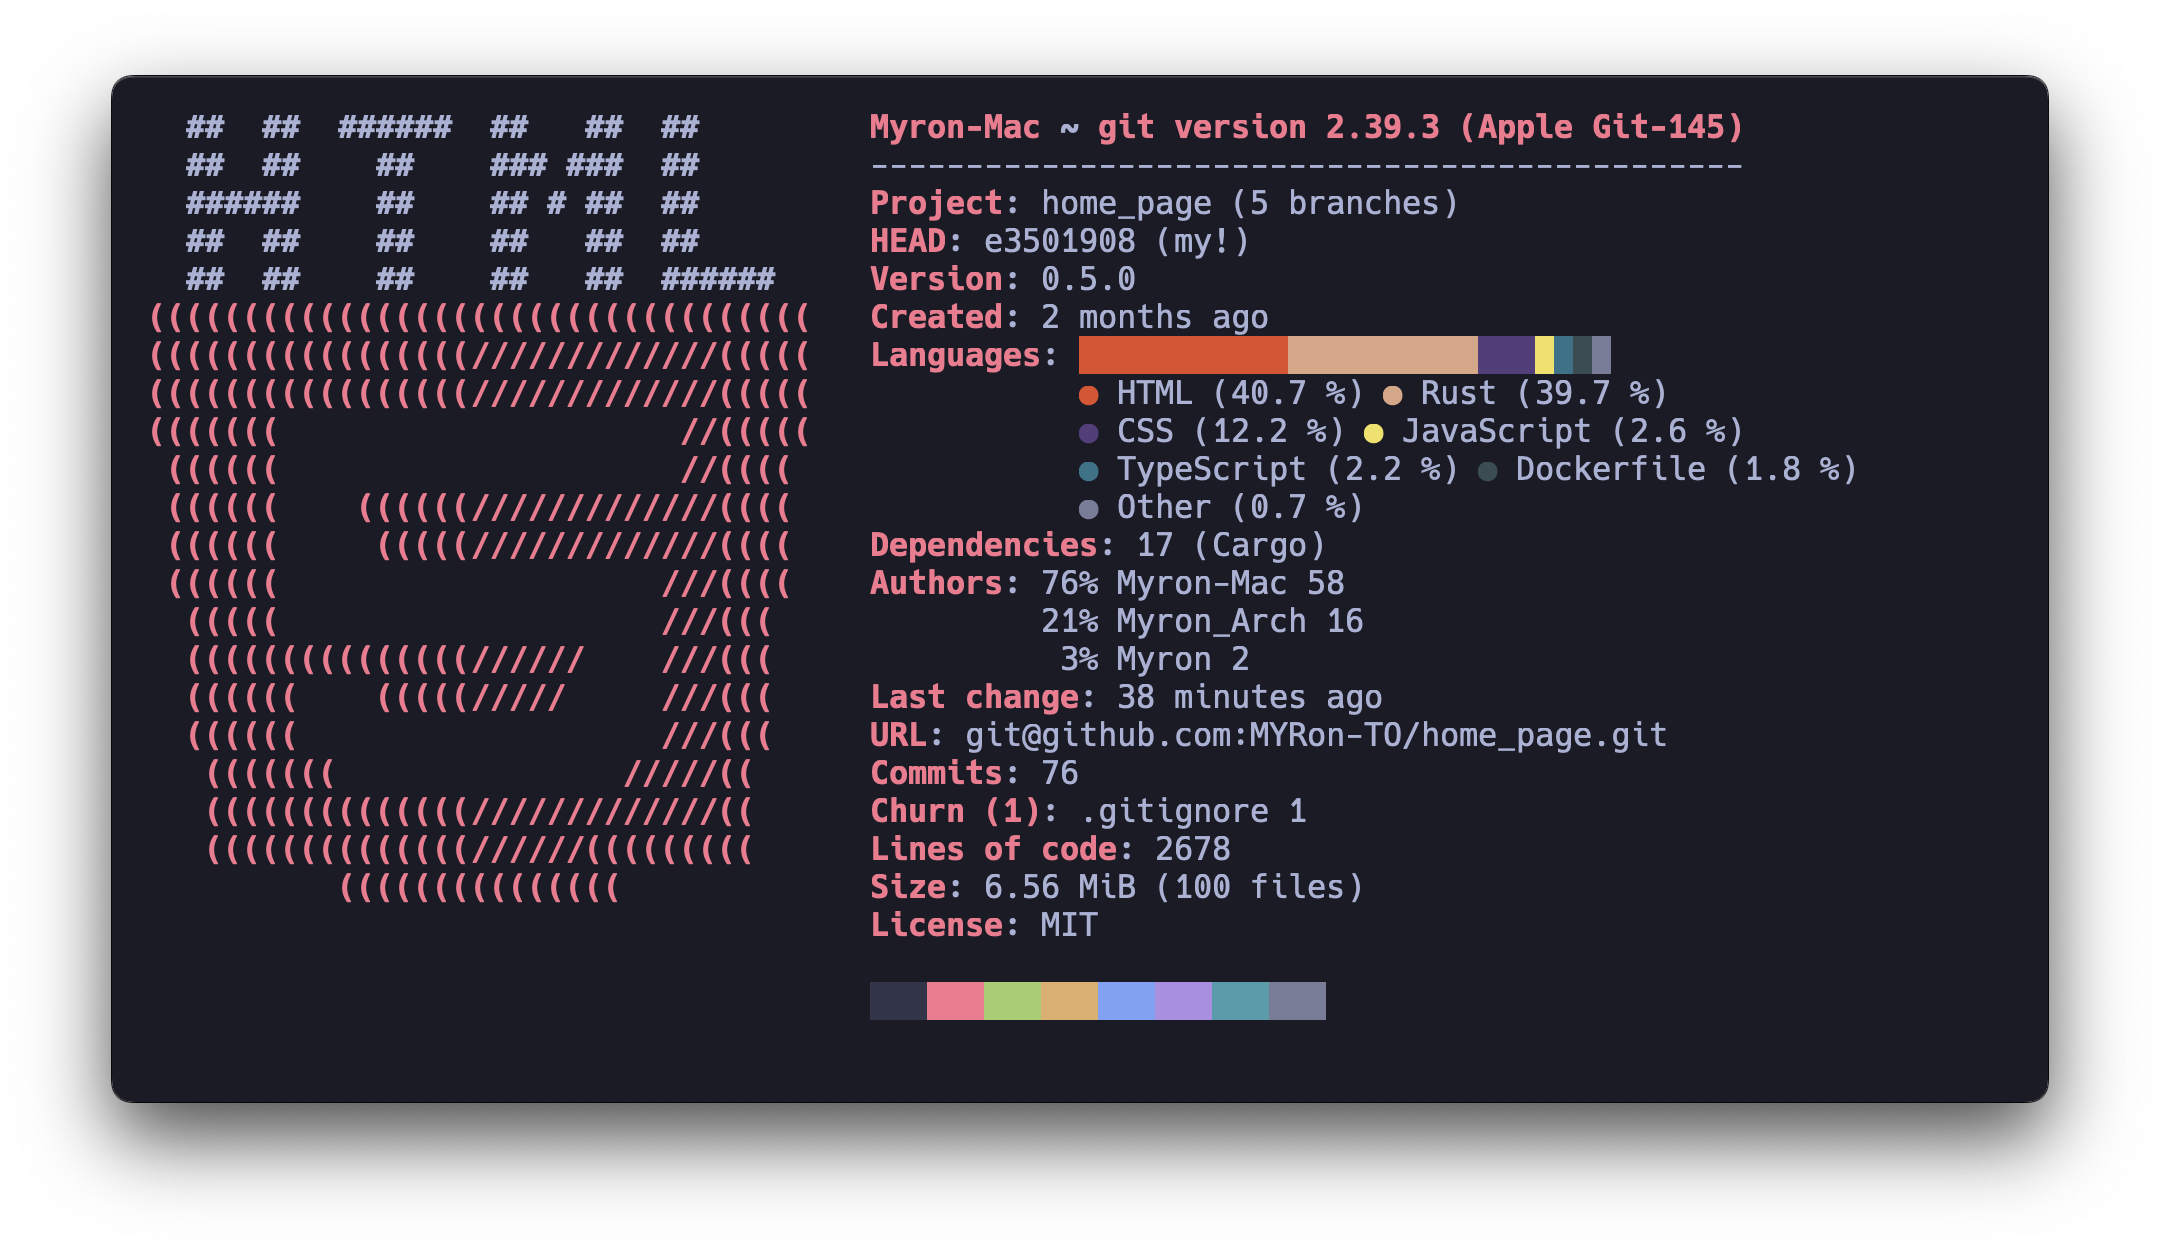 Myron-Mac ~ git version 2.39.3 (Apple Git-145)
----------------------------------------------
Project: home_page (5 branches)
HEAD: e3501908 (my!)
Version: 0.5.0
Created: 2 months ago
Languages:
● HTML (40.7 %) ● Rust (39.7 %)
● CSS (12.2 %) ● JavaScript (2.6 %)
● TypeScript (2.2 %) ● Dockerfile (1.8 %)
● Other (0.7 %)
Dependencies: 17 (Cargo)
Authors: 76% Myron-Mac 58
21% Myron_Arch 16
3% Myron 2
Last change: 38 minutes ago
URL: git@github.com:MYRon-TO/home_page.git
Commits: 76
Churn (1): .gitignore 1
Lines of code: 2678
Size: 6.56 MiB (100 files)
License: MIT